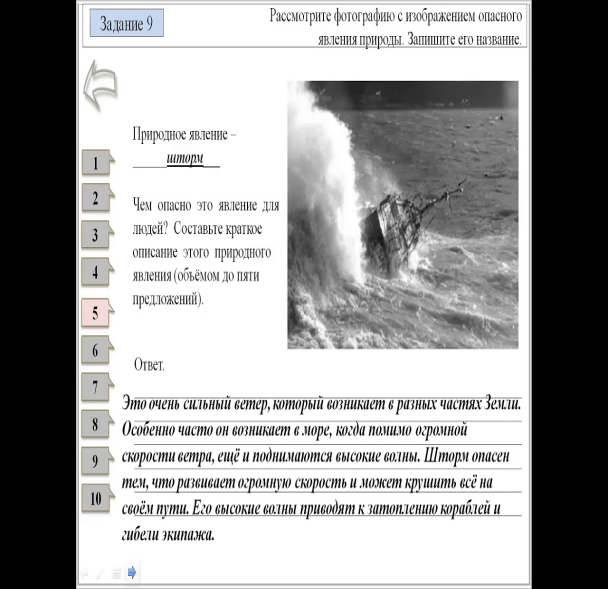 Задание 9
Рассмотрите фотографию с изображением опасного
явления природы. Запишите его название.
Природное явление –
шторм
Чем опасно это явление для
людей? Составьте краткое
описание этого природного
явления (объёмом до пяти
предложений).
Ответ.
Это очень сильный ветер, который возникает в разных частях Земли.
Особенно часто он возникает в море, когда помимо огромной
скорости ветра, ещё и поднимаются высокие волны. Шторм опасен
тем, что развивает огромную скорость и может крушить всё на
своём пути. Его высокие волны приводят к затоплению кораблей и
гибели экипажа.
1
2
3
4
5
6
7
8
9
10